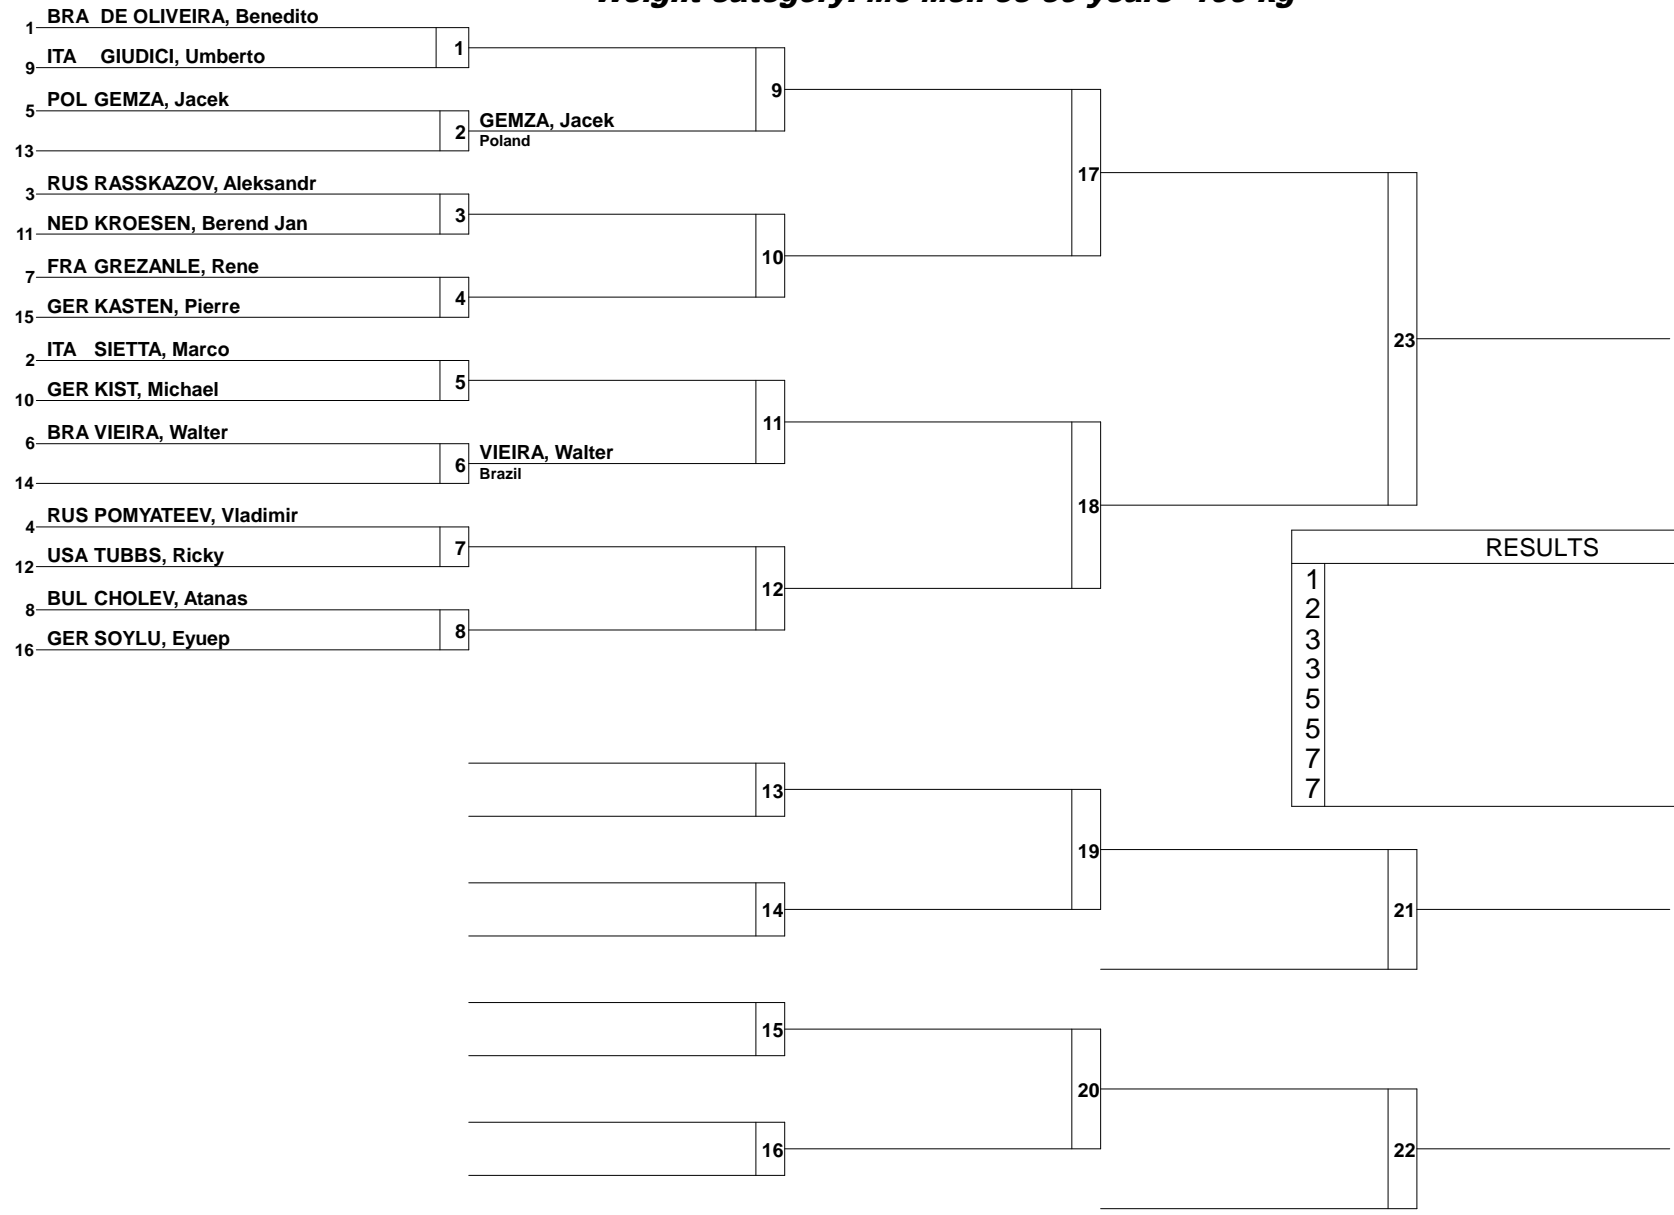 1 BRA DE OLIVEIRA, Benedito
9 ITA GIUDICI, Umberto
1
5 POL GEMZA, Jacek
13
2
GEMZA, Jacek
Poland
9
3 RUS RASSKAZOV, Aleksandr
11 NED KROESEN, Berend Jan
3
7 FRA GREZANLE, Rene
15 GER KASTEN, Pierre
4
10
17
2 ITA SIETTA, Marco
10 GER KIST, Michael
5
6 BRA VIEIRA, Walter
14
6
VIEIRA, Walter
Brazil
11
4 RUS POMYATEEV, Vladimir
12 USA TUBBS, Ricky
7
8 BUL CHOLEV, Atanas
16 GER SOYLU, Eyuep
8
12
18
23
RESULTS
1
2
3
3
5
5
7
7
13
14
19
21
15
16
20
22